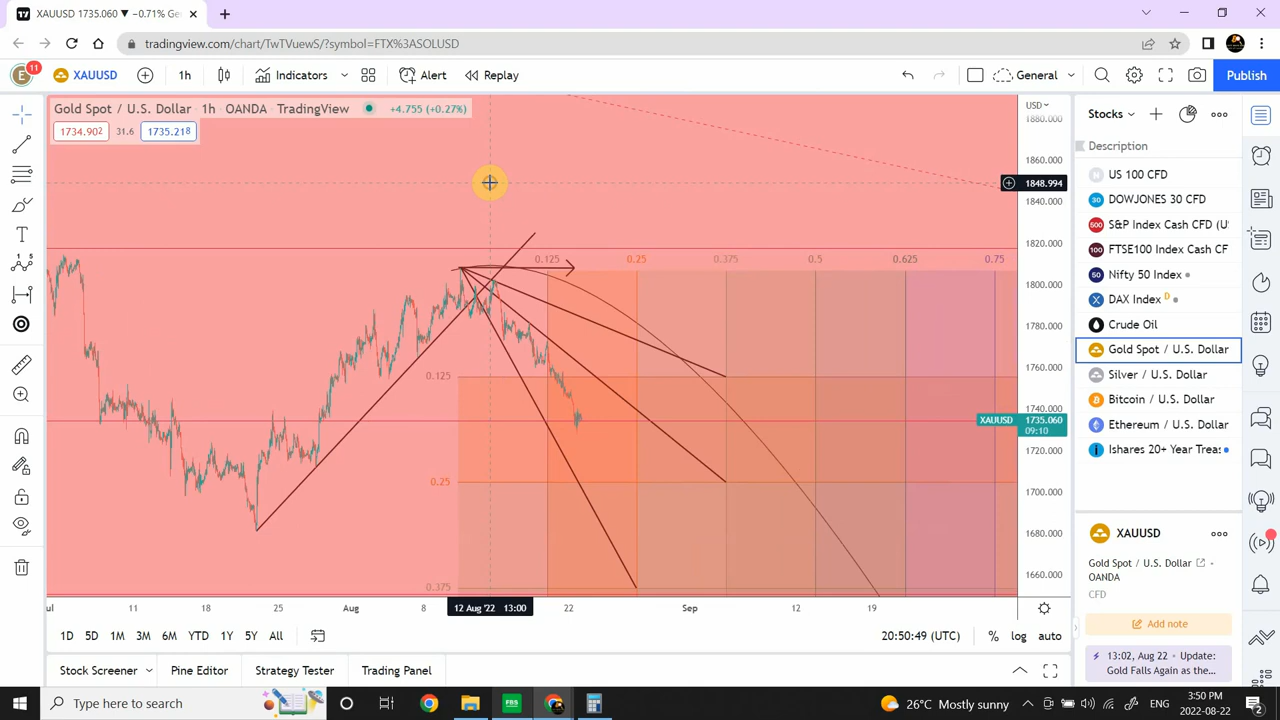 XAUUSD 1735.060 ▼ −0.71% Ge
tradingview.com/chart/TwTVuewS/?symbol=FTX%3ASOLUSD
E
11
XAUUSD
1h
Indicators
Alert
Replay
General
Publish
Gold Spot / U.S. Dollar · 1h · OANDA · TradingView
+4.755 (+0.27%)
1734.902
31.6
1735.218
USD
1880.000
1860.000
1848.994
1840.000
1820.000
1800.000
1780.000
1760.000
1740.000
XAUUSD
1735.060
09:10
1720.000
1700.000
1680.000
1660.000
0.125
0.25
0.375
0.5
0.625
0.75
0.125
0.25
0.375
ul
11
18
25
Aug
8
12 Aug '22 13:00
22
Sep
12
19
1D
5D
1M
3M
6M
YTD
1Y
5Y
All
20:50:49 (UTC)
%
log
auto
Stock Screener
Pine Editor
Strategy Tester
Trading Panel
Stocks
Description
US 100 CFD
30
DOWJONES 30 CFD
500
S&P Index Cash CFD (U
100
FTSE100 Index Cash CF
50
Nifty 50 Index
X
DAX Index D
Crude Oil
Gold Spot / U.S. Dollar
Silver / U.S. Dollar
Bitcoin / U.S. Dollar
Ethereum / U.S. Dollar
Ishares 20+ Year Treas
XAUUSD
Gold Spot / U.S. Dollar
OANDA
CFD
Add note
13:02, Aug 22 • Update:
Gold Falls Again as the...
Type here to search
FBS
26°C Mostly sunny
ENG
3:50 PM
2022-08-22
2